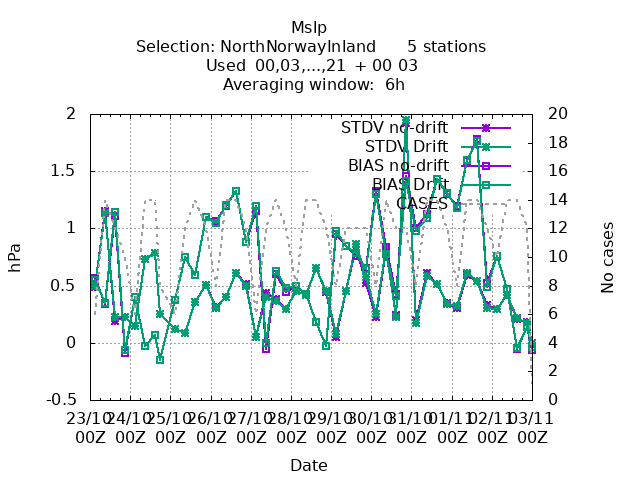 Mslp
Selection: NorthNorwayInland      5 stations
Used  00,03,...,21  + 00 03
Averaging window:  6h
hPa
No cases
2
1.5
1
0.5
0
-0.5
20
18
16
14
12
10
8
6
4
2
0
STDV no-drift
STDV Drift
BIAS no-drift
BIAS Drift
CASES
23/10 24/10 25/10 26/10 27/10 28/10 29/10 30/10 31/10 01/11 02/11 03/11
00Z 00Z 00Z 00Z 00Z 00Z 00Z 00Z 00Z 00Z 00Z 00Z
Date